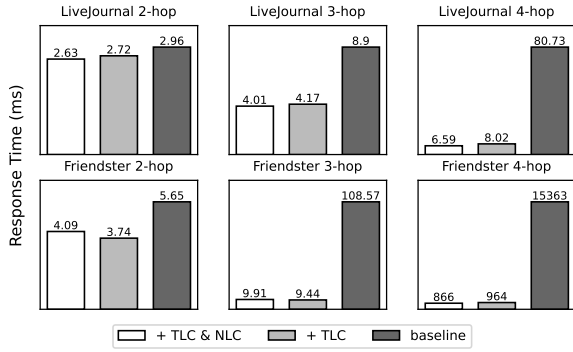 LiveJournal 2-hop
LiveJournal 3-hop
LiveJournal 4-hop
2.63
2.72
2.96
4.01
4.17
8.9
6.59
8.02
80.73
Response Time (ms)
Friendster 2-hop
Friendster 3-hop
Friendster 4-hop
4.09
3.74
5.65
9.91
9.44
108.57
866
964
15363
+ TLC & NLC
+ TLC
baseline